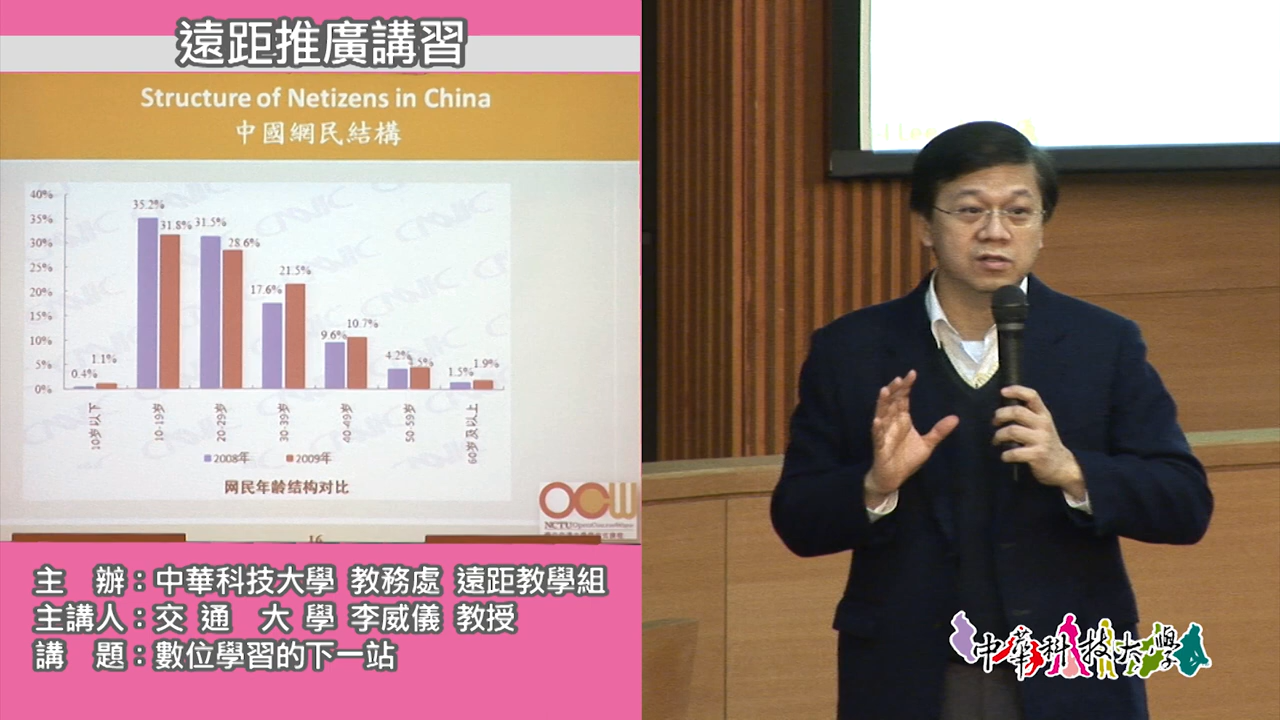 遠距推廣講習
Structure of Netizens in China
中國網民結構
40%
35%
30%
25%
20%
15%
10%
5%
0%
0.4%
1.1%
35.2%
31.8%
31.5%
28.6%
17.6%
21.5%
9.6%
10.7%
4.2%
4.5%
1.5%
1.9%
10岁以下
10-19岁
20-29岁
30-39岁
40-49岁
50-59岁
60岁及以上
2008年
2009年
网民年龄结构对比
CNNIC
OCW
NCTU OpenCourseWare
16
主　辦：中華科技大學 教務處 遠距教學組
主講人：交 通　大 學 李威儀 教授
講　題：數位學習的下一站
中華科技大學